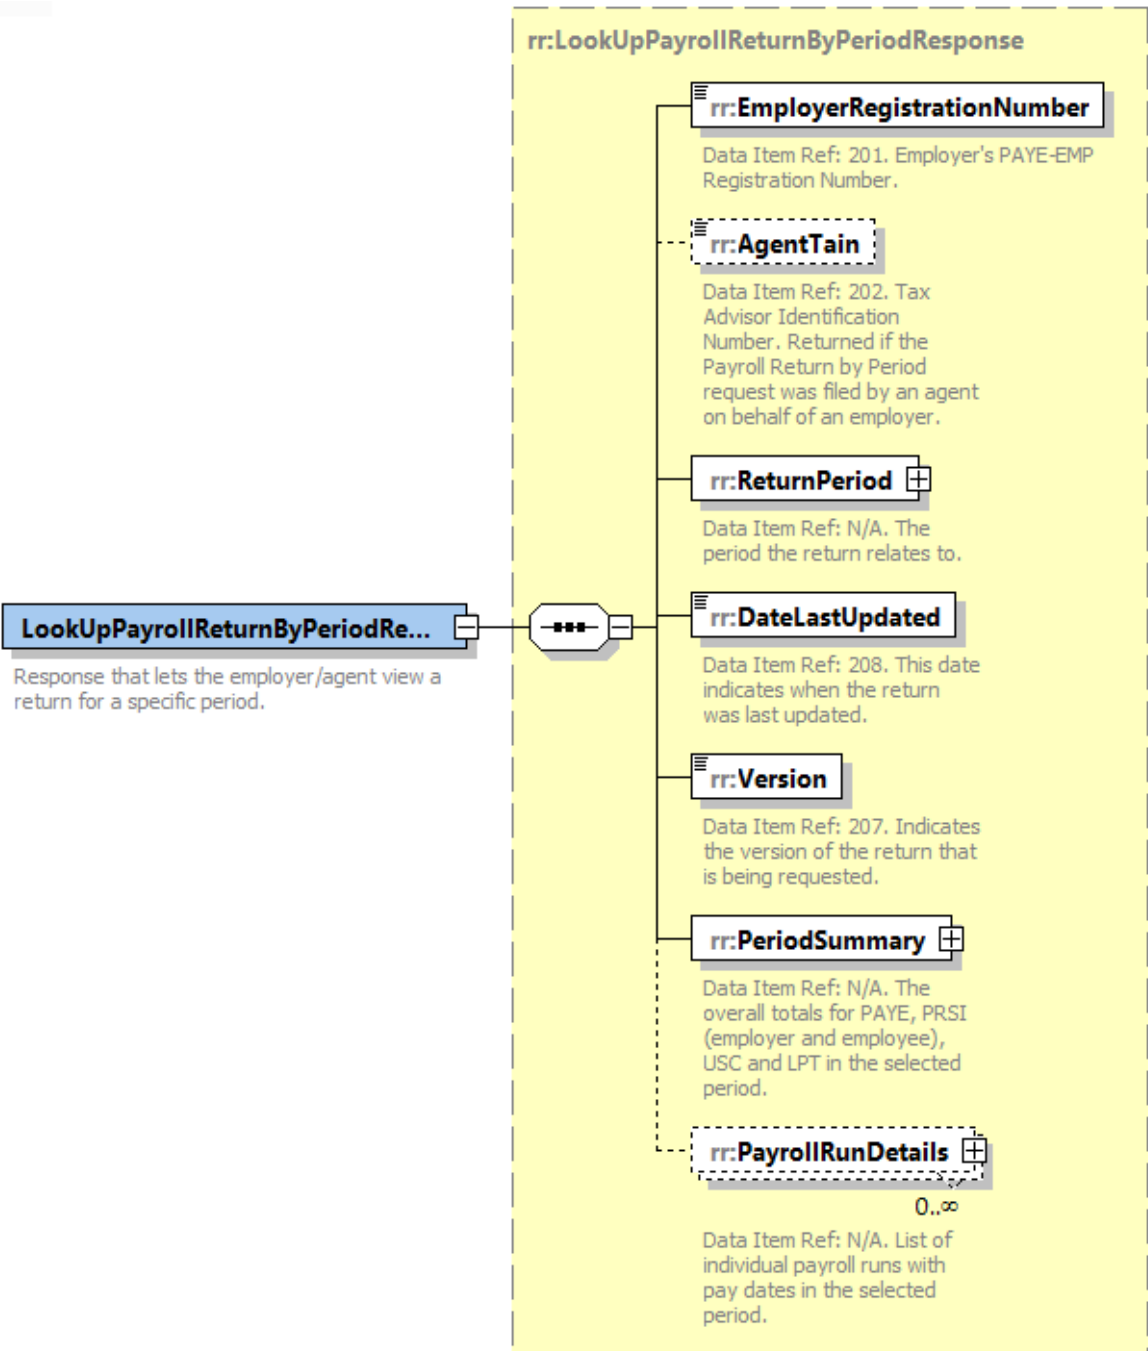 rr:LookUpPayrollReturnByPeriodResponse
rr:EmployerRegistrationNumber
Data Item Ref: 201. Employer's PAYE-EMP
Registration Number.
rr:AgentTain
Data Item Ref: 202. Tax
Advisor Identification
Number. Returned if the
Payroll Return by Period
request was filed by an agent
on behalf of an employer.
rr:ReturnPeriod
Data Item Ref: N/A. The
period the return relates to.
LookUpPayrollReturnByPeriodRe...
Response that lets the employer/agent view a
return for a specific period.
rr:DateLastUpdated
Data Item Ref: 208. This date
indicates when the return
was last updated.
rr:Version
Data Item Ref: 207. Indicates
the version of the return that
is being requested.
rr:PeriodSummary
Data Item Ref: N/A. The
overall totals for PAYE, PRSI
(employer and employee),
USC and LPT in the selected
period.
rr:PayrollRunDetails
0..∞
Data Item Ref: N/A. List of
individual payroll runs with
pay dates in the selected
period.